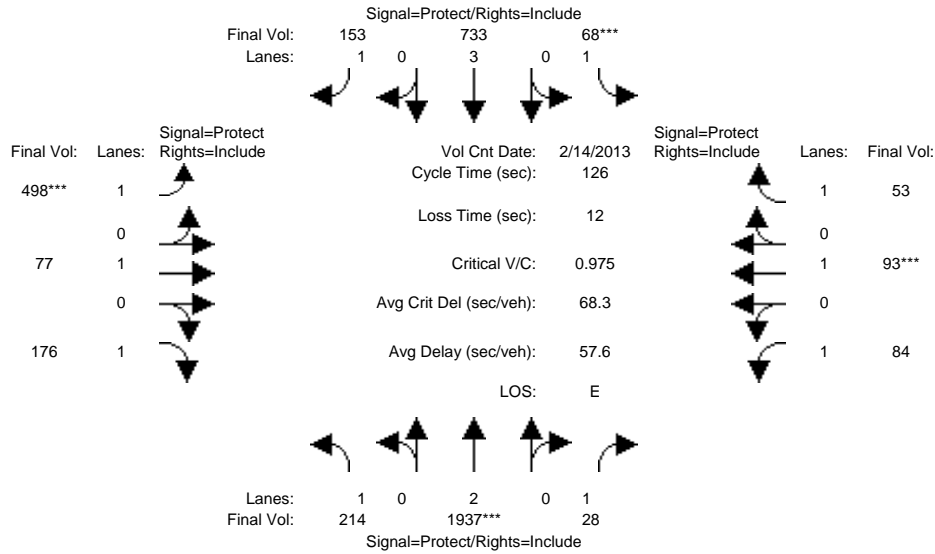 Signal=Protect/Rights=Include
Final Vol: 153 733 68***
Lanes: 1 0 3 0 1
Signal=Protect
Final Vol: Lanes: Rights=Include
Vol Cnt Date: 2/14/2013
Signal=Protect
Rights=Include Lanes: Final Vol:
Cycle Time (sec): 126
498*** 1
1 53
Loss Time (sec): 12
0
0
77 1
Critical V/C: 0.975
1 93***
0
Avg Crit Del (sec/veh): 68.3
0
176 1
Avg Delay (sec/veh): 57.6
1 84
LOS: E
Lanes: 1 0 2 0 1
Final Vol: 214 1937*** 28
Signal=Protect/Rights=Include